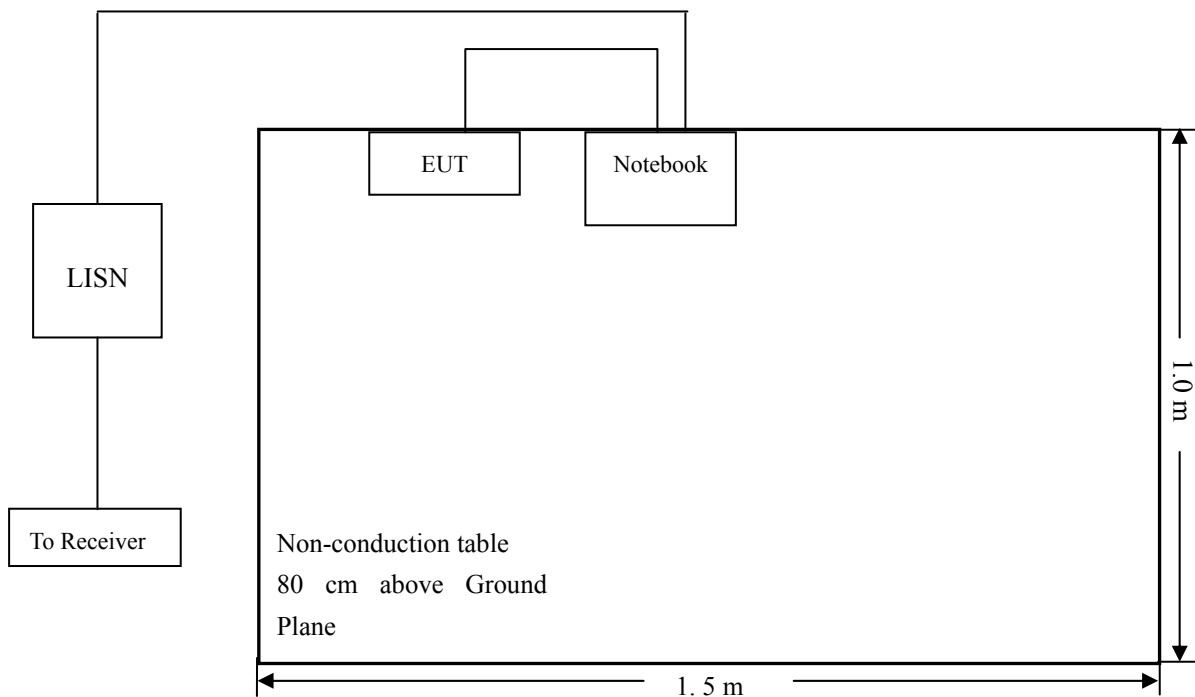 EUT
Notebook
LISN
1.0 m
To Receiver
Non-conduction table
80 cm above Ground
Plane
1. 5 m